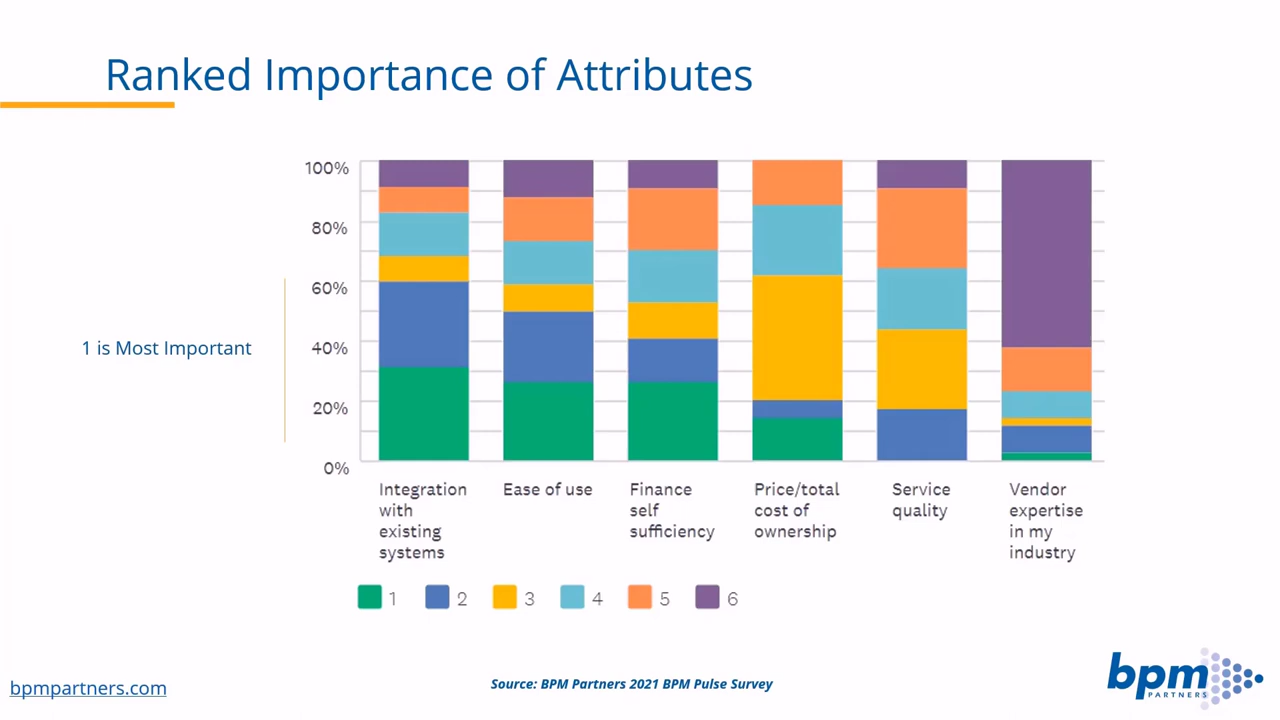 Ranked Importance of Attributes
100%
80%
60%
40%
20%
0%
1 is Most Important
Integration
with
existing
systems
Ease of use
Finance
self
sufficiency
Price/total
cost of
ownership
Service
quality
Vendor
expertise
in my
industry
1 2 3 4 5 6
bpmpartners.com
Source: BPM Partners 2021 BPM Pulse Survey
bpm
PARTNERS